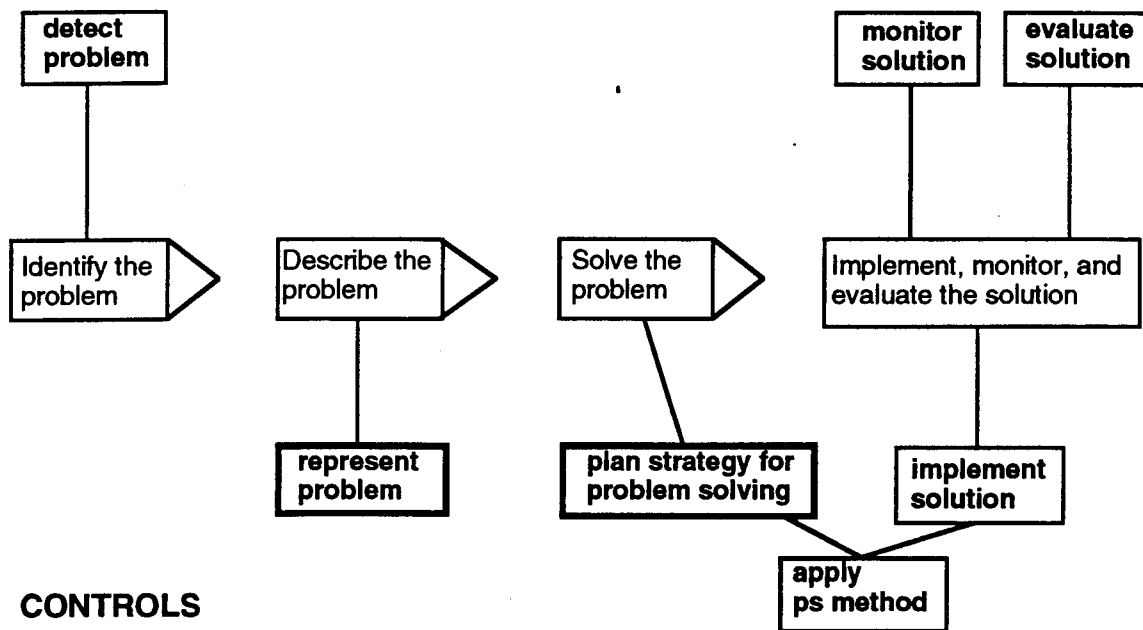 detect
problem
monitor
solution
evaluate
solution
Identify the
problem
Describe the
problem
Solve the
problem
Implement, monitor, and
evaluate the solution
represent
problem
plan strategy for
problem solving
implement
solution
apply
ps method
CONTROLS